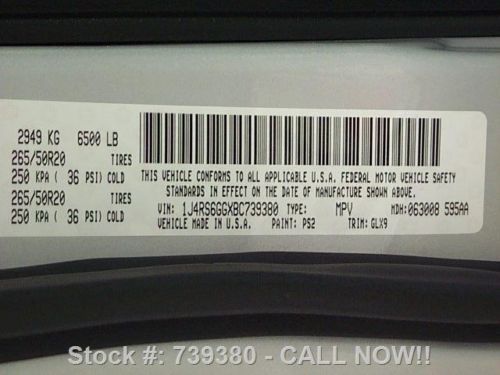 2949 KG 6500 LB
265/50R20 TIRES
250 KPA ( 36 PSI) COLD
265/50R20 TIRES
250 KPA ( 36 PSI) COLD
THIS VEHICLE CONFORMS TO ALL APPLICABLE U.S.A. FEDERAL MOTOR VEHICLE SAFETY
STANDARDS IN EFFECT ON THE DATE OF MANUFACTURE SHOWN ABOVE.
VIN: 1J4RS6GGXBC739380 TYPE: MPV MDH: 063008 595AA
VEHICLE MADE IN U.S.A. PAINT: PS2 TRIM: GLX9
Stock #: 739380 - CALL NOW!!